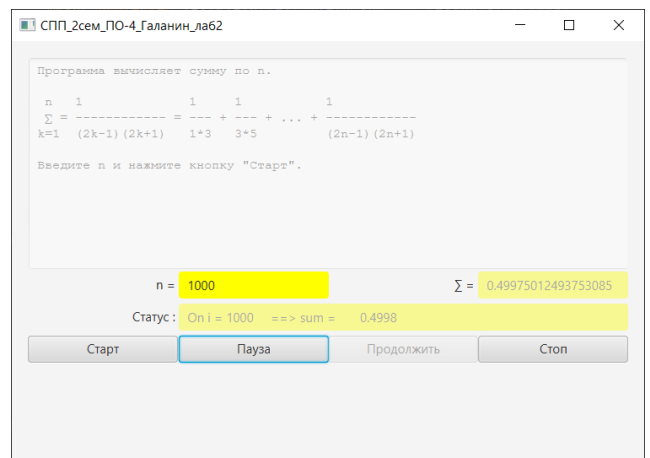 СПП_2сем_ПО-4_Галанин_лаб2
Программа вычисляет сумму по n.
n   1              1     1             1
∑ = ------------ = --- + --- + ... + ------------
k=1  (2k-1)(2k+1)   1*3   3*5         (2n-1)(2n+1)
Введите n и нажмите кнопку "Старт".
n = 1000 ∑ = 0.49975012493753085
Статус : On i = 1000 ==> sum = 0.4998
Старт Пауза Продолжить Стоп